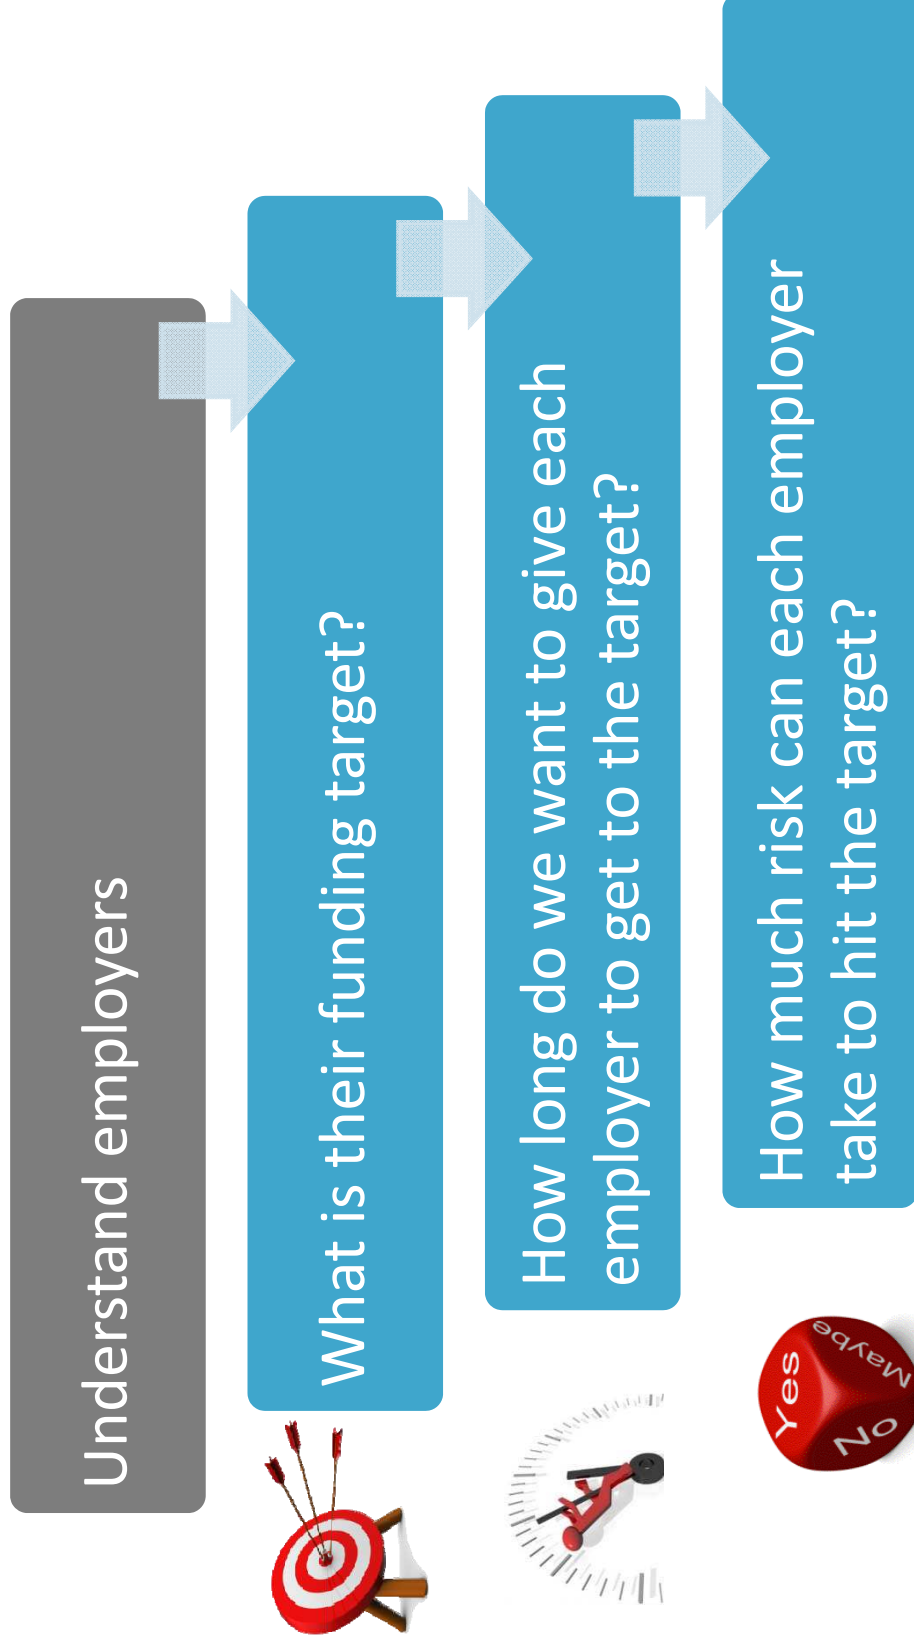 Understand employers
What is their funding target?
How long do we want to give each
employer to get to the target?
How much risk can each employer
take to hit the target?
Yes
No
Maybe